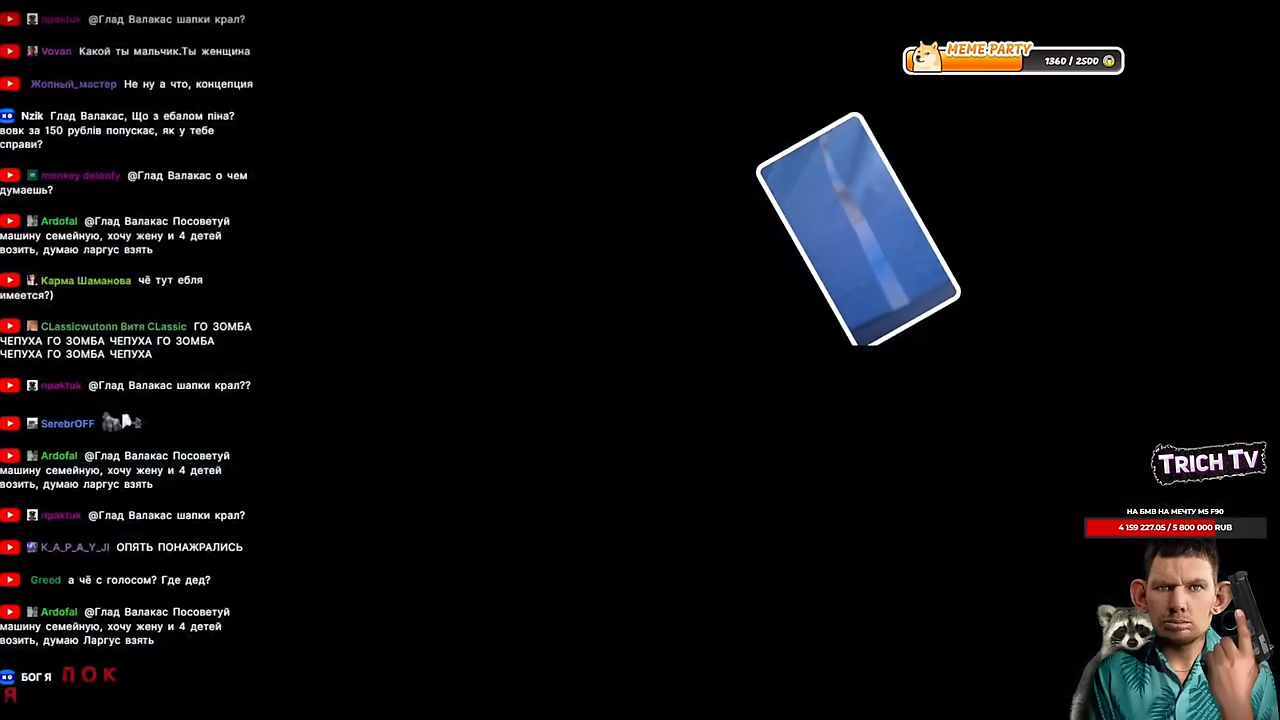 npaktuk @Глад Валакас шапки крал?
Vovan Какой ты мальчик.Ты женщина
Жопный_мастер Не ну а что, концепция
Nzik Глад Валакас, Що з ебалом піна?
вовк за 150 рублів попускає, як у тебе
справи?
monkey delooty @Глад Валакас о чем
думаешь?
Ardofal @Глад Валакас Посоветуй
машину семейную, хочу жену и 4 детей
возить, думаю ларгус взять
Карма Шаманова чё тут ебля
имеется?)
CLassicwutonn Витя CLassic ГО ЗОМБА
ЧЕПУХА ГО ЗОМБА ЧЕПУХА ГО ЗОМБА
ЧЕПУХА ГО ЗОМБА ЧЕПУХА
npaktuk @Глад Валакас шапки крал??
SerebrOFF
Ardofal @Глад Валакас Посоветуй
машину семейную, хочу жену и 4 детей
возить, думаю ларгус взять
npaktuk @Глад Валакас шапки крал?
K_A_P_A_Y_JI ОПЯТЬ ПОНАЖРАЛИСЬ
Greed а чё с голосом? Где дед?
Ardofal @Глад Валакас Посоветуй
машину семейную, хочу жену и 4 детей
возить, думаю Ларгус взять
БОГ Я П О К
Я
MEME PARTY
1360 / 2500
TRICH TV
НА БМВ НА МЕЧТУ M5 F90
4 159 227.05 / 5 800 000 RUB